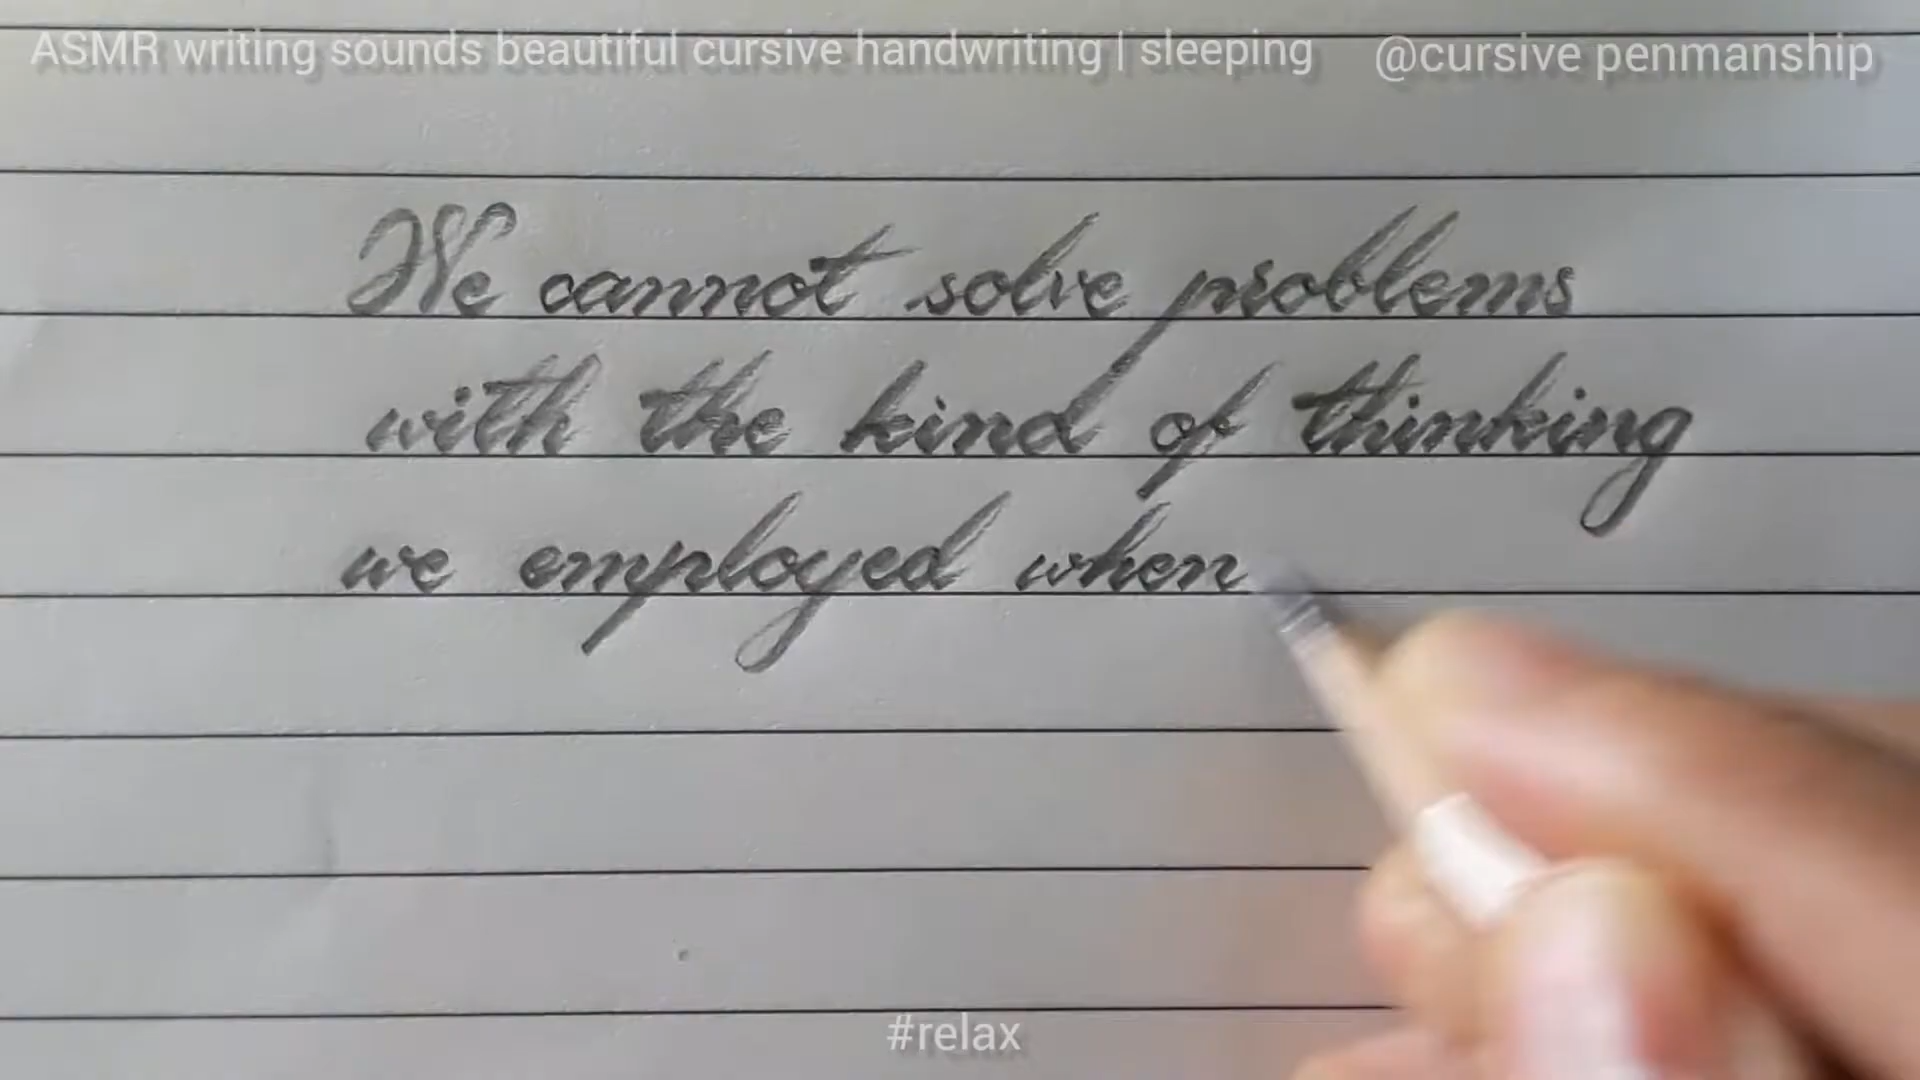 ASMR writing sounds beautiful cursive handwriting | sleeping @cursive penmanship
We cannot solve problems
with the kind of thinking
we employed when
#relax